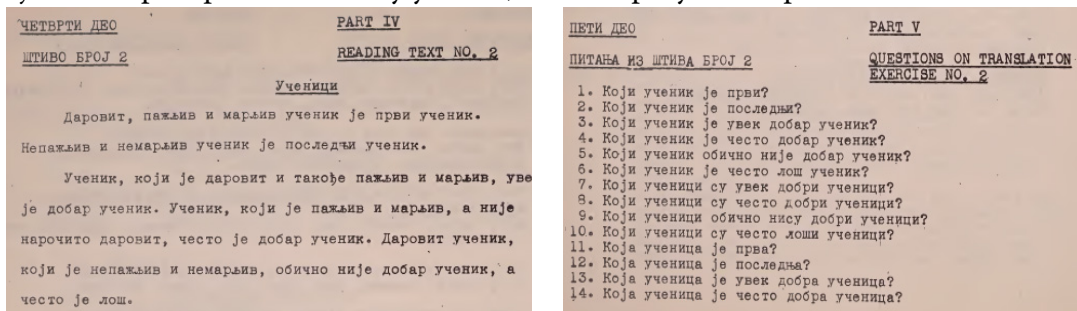 ЧЕТВРТИ ДЕО
PART IV
ШТИВО БРОЈ 2
READING TEXT NO. 2
Ученици
Даровит, пажљив и марљив ученик је први ученик.
Непажљив и немарљив ученик је последњи ученик.
Ученик, који је даровит и такође пажљив и марљив, уве
је добар ученик. Ученик, који је пажљив и марљив, а није
нарочито даровит, често је добар ученик. Даровит ученик,
који је непажљив и немарљив, обично није добар ученик, а
често је лош.
ПЕТИ ДЕО
PART V
ПИТАЊА ИЗ ШТИВА БРОЈ 2
QUESTIONS ON TRANSLATION
EXERCISE NO. 2
1. Који ученик је први?
2. Који ученик је последњи?
3. Који ученик је увек добар ученик?
4. Који ученик је често добар ученик?
5. Који ученик обично није добар ученик?
6. Који ученик је често лош ученик?
7. Који ученици су увек добри ученици?
8. Који ученици су често добри ученици?
9. Који ученици обично нису добри ученици?
10. Који ученици су често лоши ученици?
11. Која ученица је прва?
12. Која ученица је последња?
13. Која ученица је увек добра ученица?
14. Која ученица је често добра ученица?